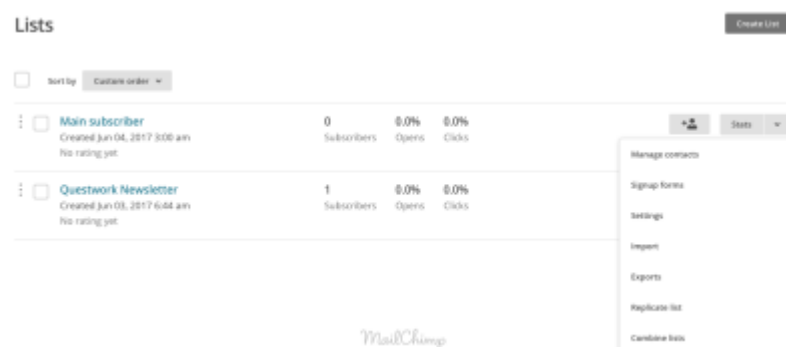 Lists
Create List
Sort by Custom order
Main subscriber
Created Jun 04, 2017 3:00 am
No rating yet
0 Subscribers
0.0% Opens
0.0% Clicks
Stats
Manage contacts
Signup forms
Settings
Import
Exports
Replicate list
Combine lists
Questwork Newsletter
Created Jun 03, 2017 6:44 am
No rating yet
1 Subscribers
0.0% Opens
0.0% Clicks
MailChimp